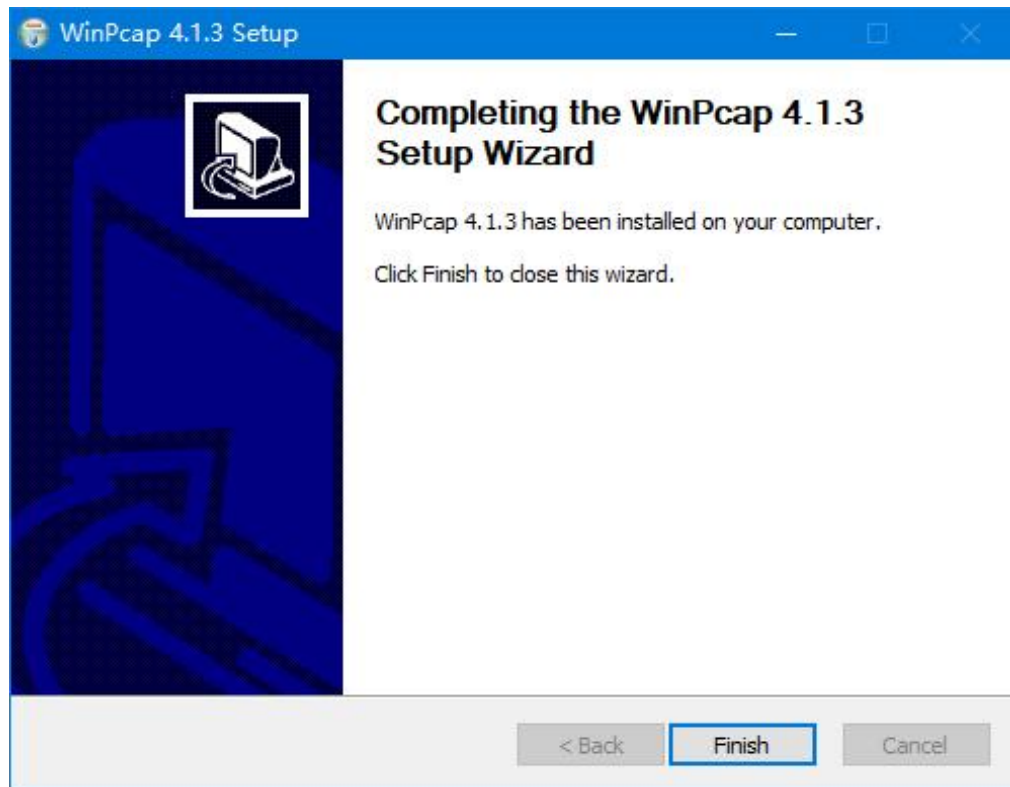 WinPcap 4.1.3 Setup
Completing the WinPcap 4.1.3
Setup Wizard
WinPcap 4.1.3 has been installed on your computer.
Click Finish to close this wizard.
< Back
Finish
Cancel